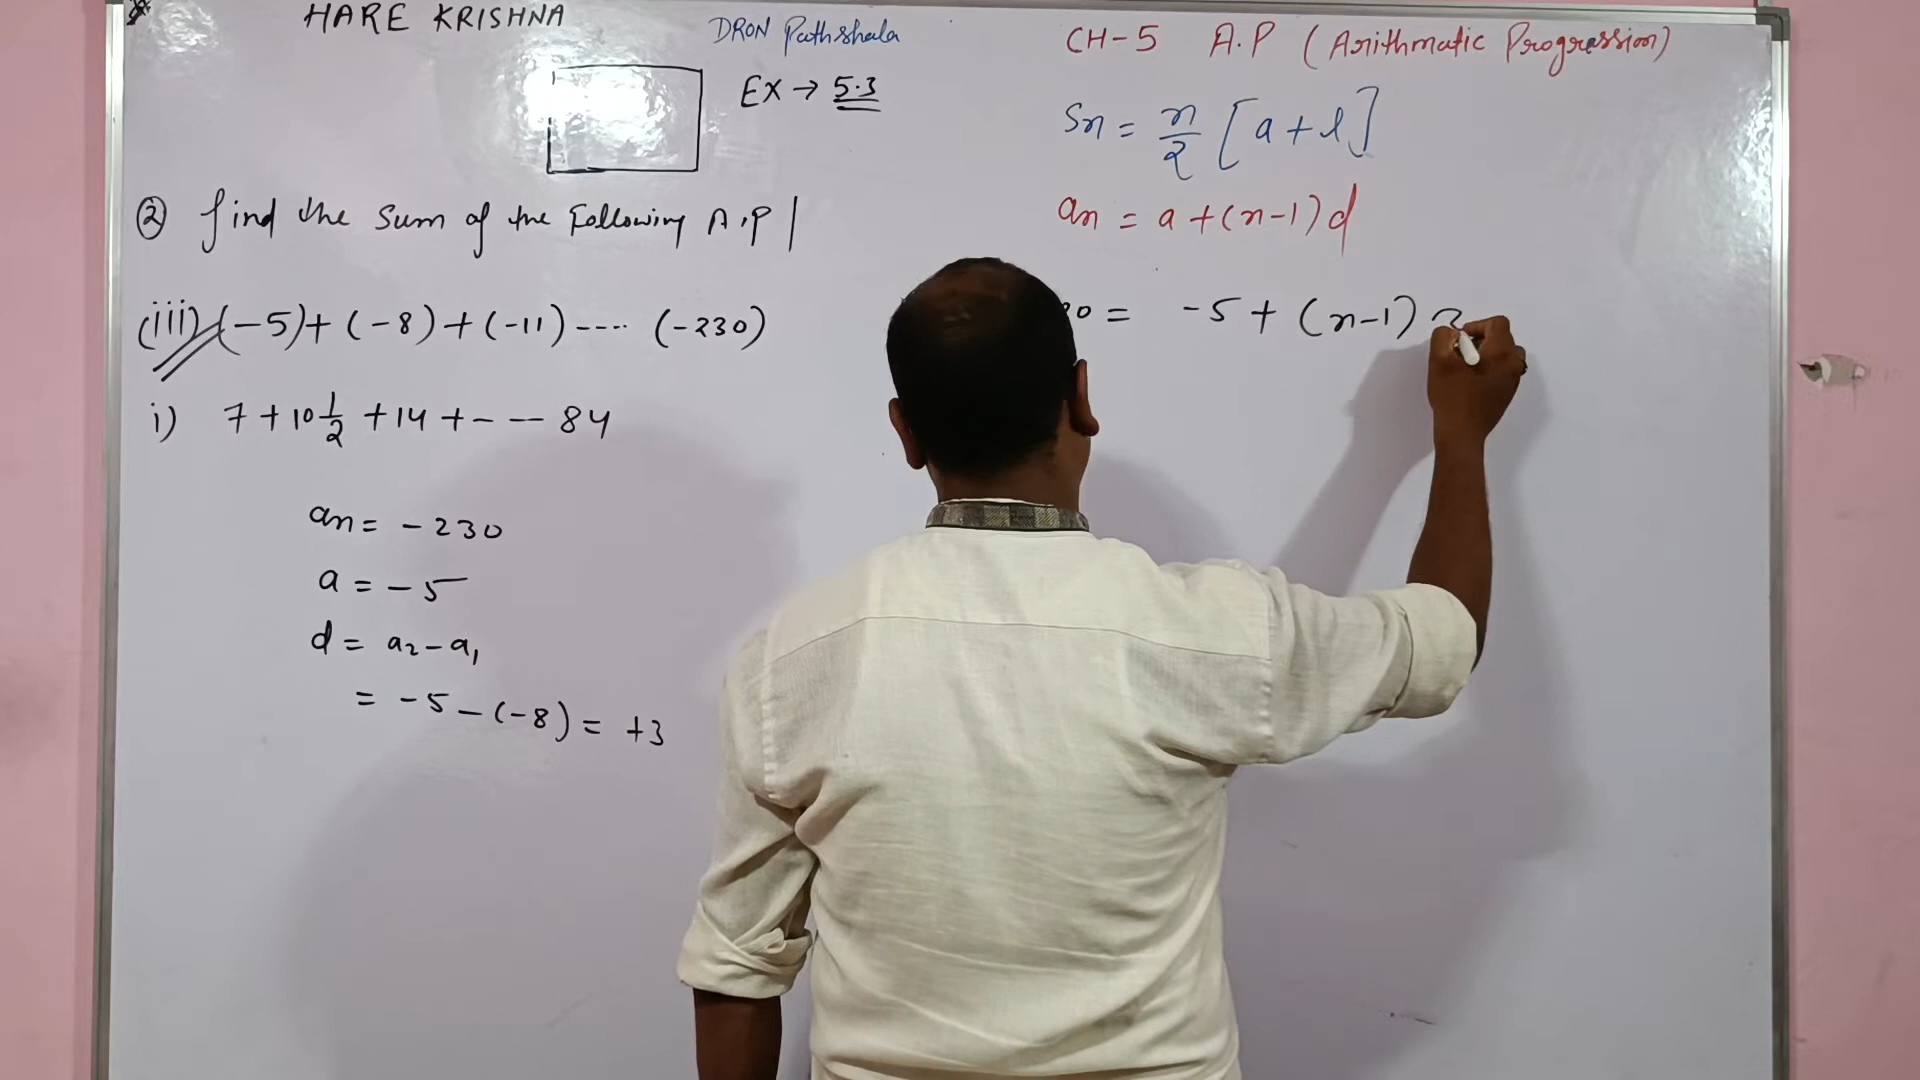 HARE KRISHNA
DRON Pathshala
EX → 5.3
CH-5 A.P (Arithmatic Progression)
Sn = n/2 [a + l]
an = a + (n-1) d
② find the sum of the Following A.P |
(iii) (-5) + (-8) + (-11) ---- (-230)
i) 7 + 10 1/2 + 14 + - -- 84
an = - 230
a = - 5
d = a₂ - a₁
= - 5 - (-8) = +3
30 = -5 + (n-1) 3